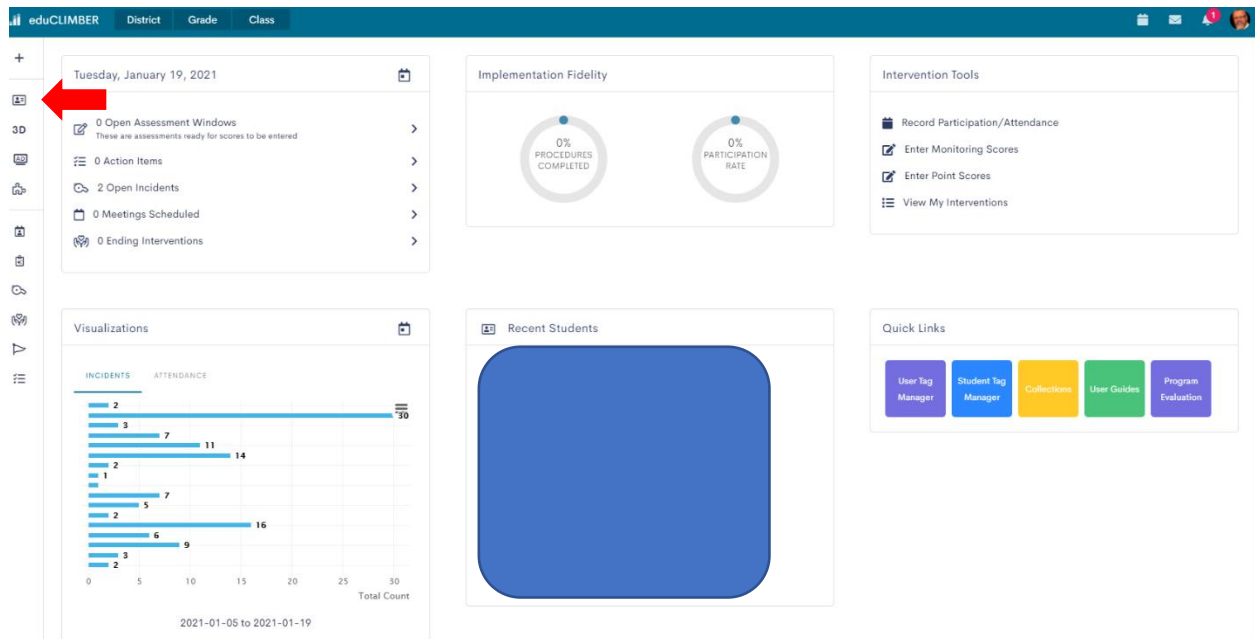 eduCLIMBER District Grade Class
1
+
3D
Tuesday, January 19, 2021
0 Open Assessment Windows
These are assessments ready for scores to be entered
0 Action Items
2 Open Incidents
0 Meetings Scheduled
0 Ending Interventions
Implementation Fidelity
0%
PROCEDURES
COMPLETED
0%
PARTICIPATION
RATE
Intervention Tools
Record Participation/Attendance
Enter Monitoring Scores
Enter Point Scores
View My Interventions
Visualizations
INCIDENTS ATTENDANCE
2
30
3
7
11
14
2
1
7
5
2
16
6
9
3
2
0 5 10 15 20 25 30
Total Count
2021-01-05 to 2021-01-19
Recent Students
Quick Links
User Tag
Manager
Student Tag
Manager
Collections
User Guides
Program
Evaluation